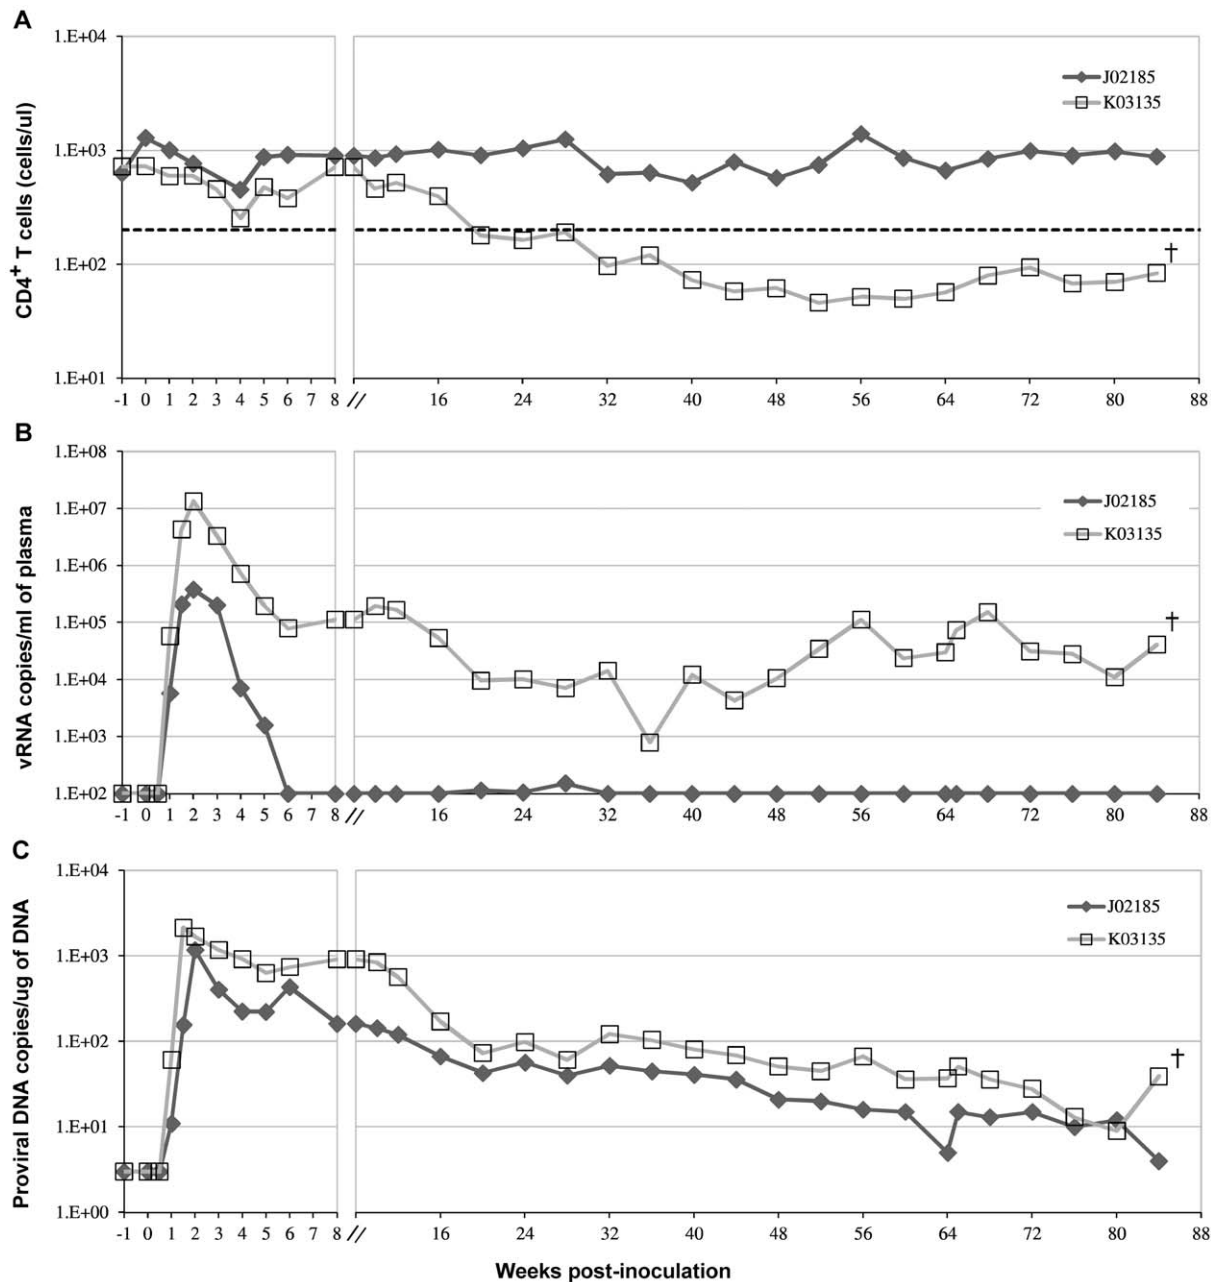 A
1.E+04
1.E+03
1.E+02
1.E+01
CD4+ T cells (cells/ul)
J02185
K03135
†
-1 0 1 2 3 4 5 6 7 8 // 16 24 32 40 48 56 64 72 80 88
B
1.E+08
1.E+07
1.E+06
1.E+05
1.E+04
1.E+03
1.E+02
vRNA copies/ml of plasma
J02185
K03135
†
-1 0 1 2 3 4 5 6 7 8 // 16 24 32 40 48 56 64 72 80 88
C
1.E+04
1.E+03
1.E+02
1.E+01
1.E+00
Proviral DNA copies/ug of DNA
J02185
K03135
†
-1 0 1 2 3 4 5 6 7 8 // 16 24 32 40 48 56 64 72 80 88
Weeks post-inoculation